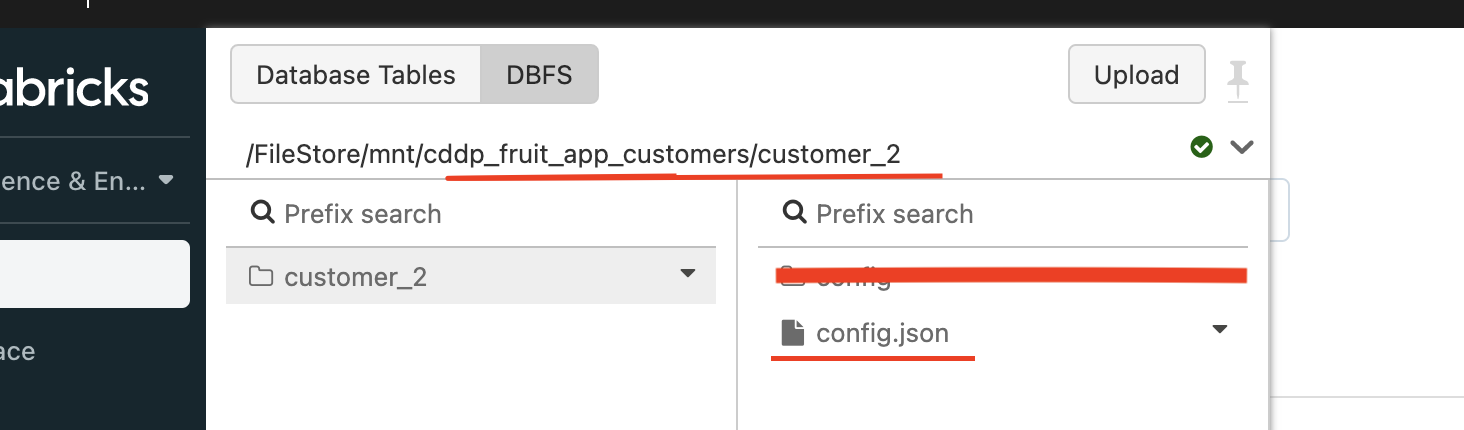 Database Tables DBFS Upload
abricks
/FileStore/mnt/cddp_fruit_app_customers/customer_2
ence & En...
Prefix search Prefix search
customer_2 config
config.json
ace